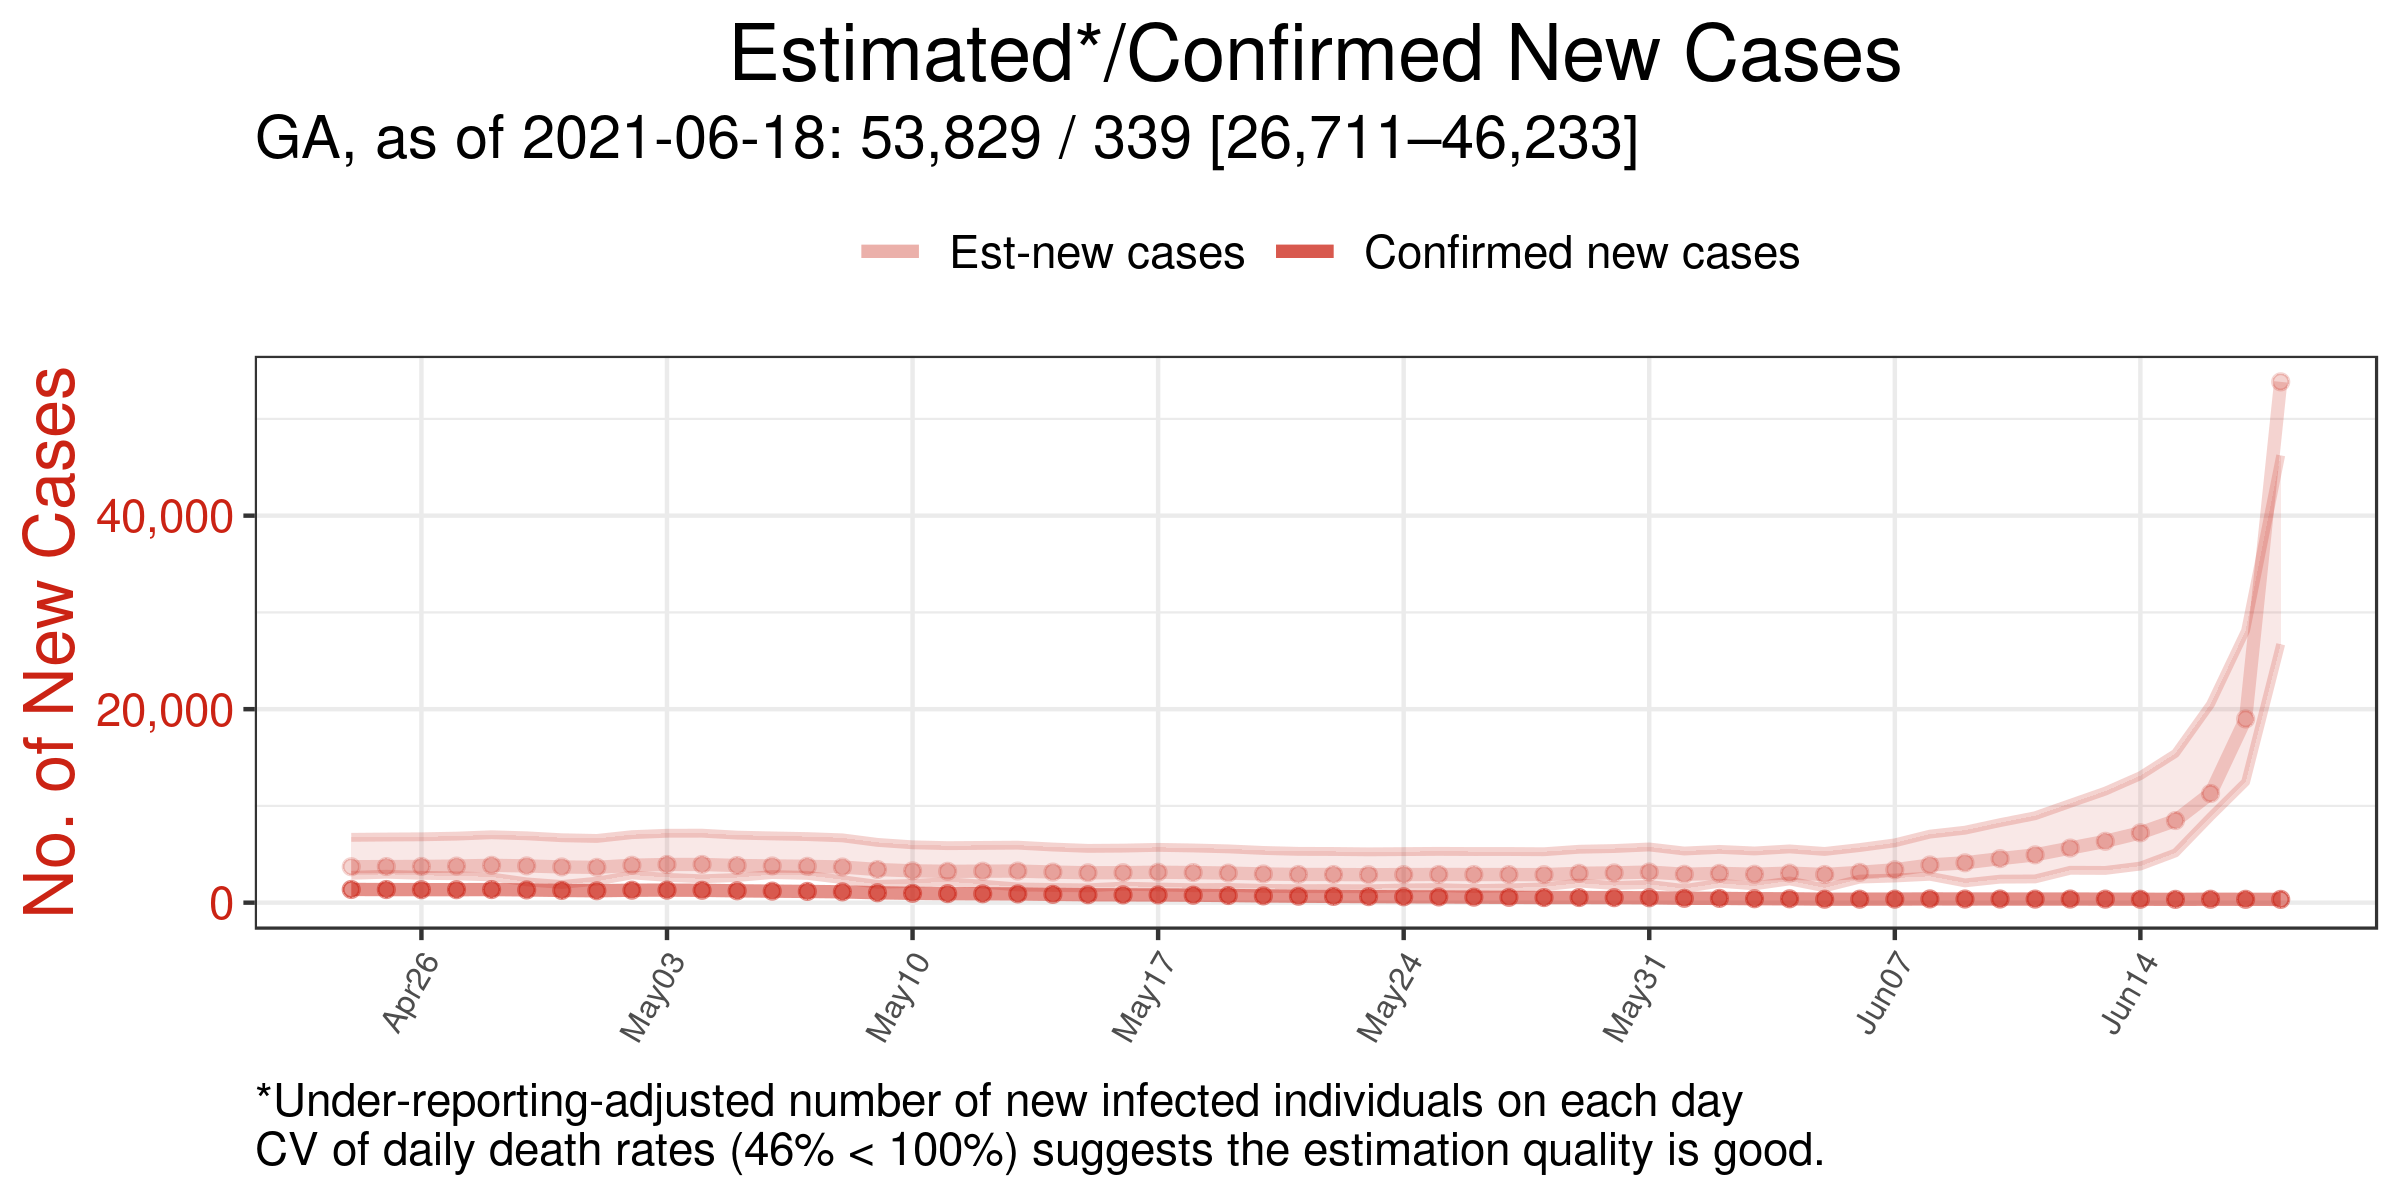 Estimated*/Confirmed New Cases
GA, as of 2021-06-18: 53,829 / 339 [26,711–46,233]
Est-new cases
Confirmed new cases
No. of New Cases
40,000
20,000
0
Apr26
May03
May10
May17
May24
May31
Jun07
Jun14
*Under-reporting-adjusted number of new infected individuals on each day
CV of daily death rates (46% < 100%) suggests the estimation quality is good.